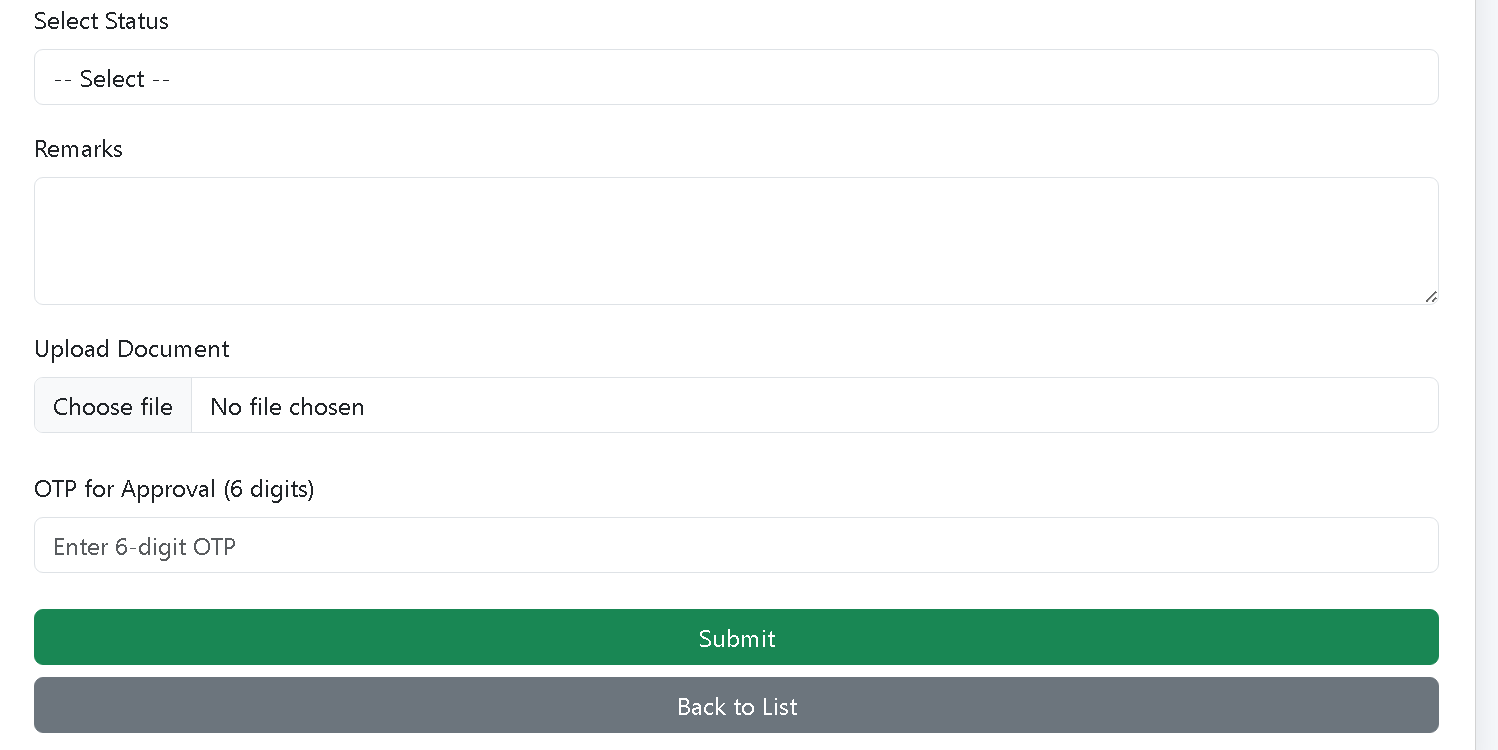 Select Status
-- Select --
Remarks
Upload Document
Choose file No file chosen
OTP for Approval (6 digits)
Enter 6-digit OTP
Submit
Back to List